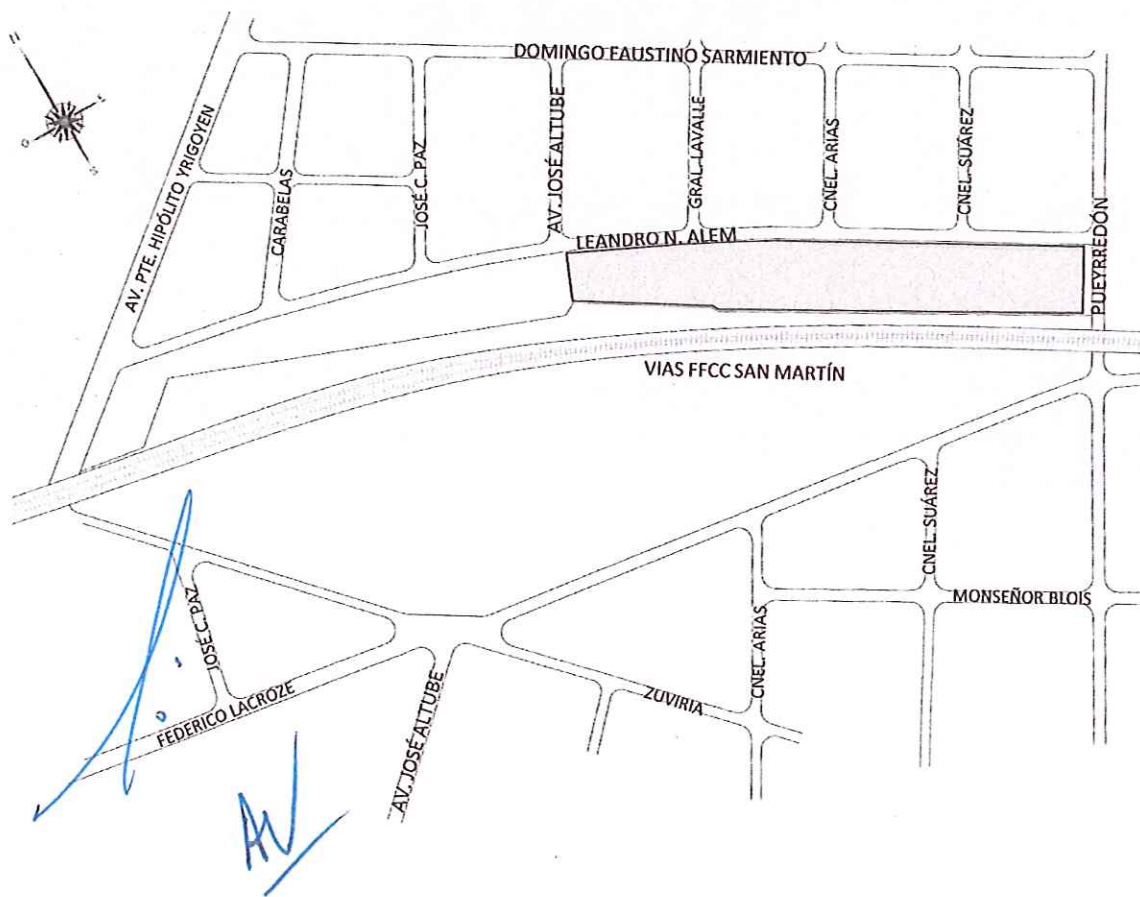 N
E
O
S
DOMINGO FAUSTINO SARMIENTO
AV. PTE. HIPÓLITO YRIGOYEN
CARABELAS
JOSÉ C. PAZ
AV. JOSÉ ALTUBE
GRAL. LAVALLE
CNEL. ARIAS
CNEL. SUÁREZ
PUEYRREDÓN
LEANDRO N. ALEM
VIAS FFCC SAN MARTÍN
CNEL. SUÁREZ
MONSEÑOR BLOIS
JOSÉ C. PAZ
CNEL. ARIAS
FEDERICO LACROZE
AV. JOSÉ ALTUBE
ZUVIRIA